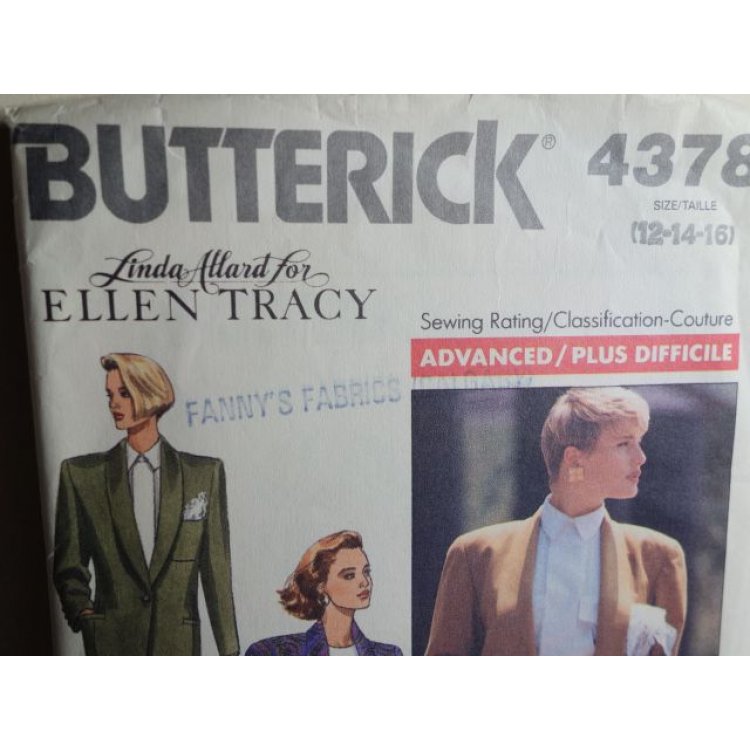 BUTTERICK® 4378
SIZE/TAILLE
(12-14-16)
Linda Allard for
ELLEN TRACY
Sewing Rating/Classification-Couture
ADVANCED/PLUS DIFFICILE
FANNY'S FABRICS